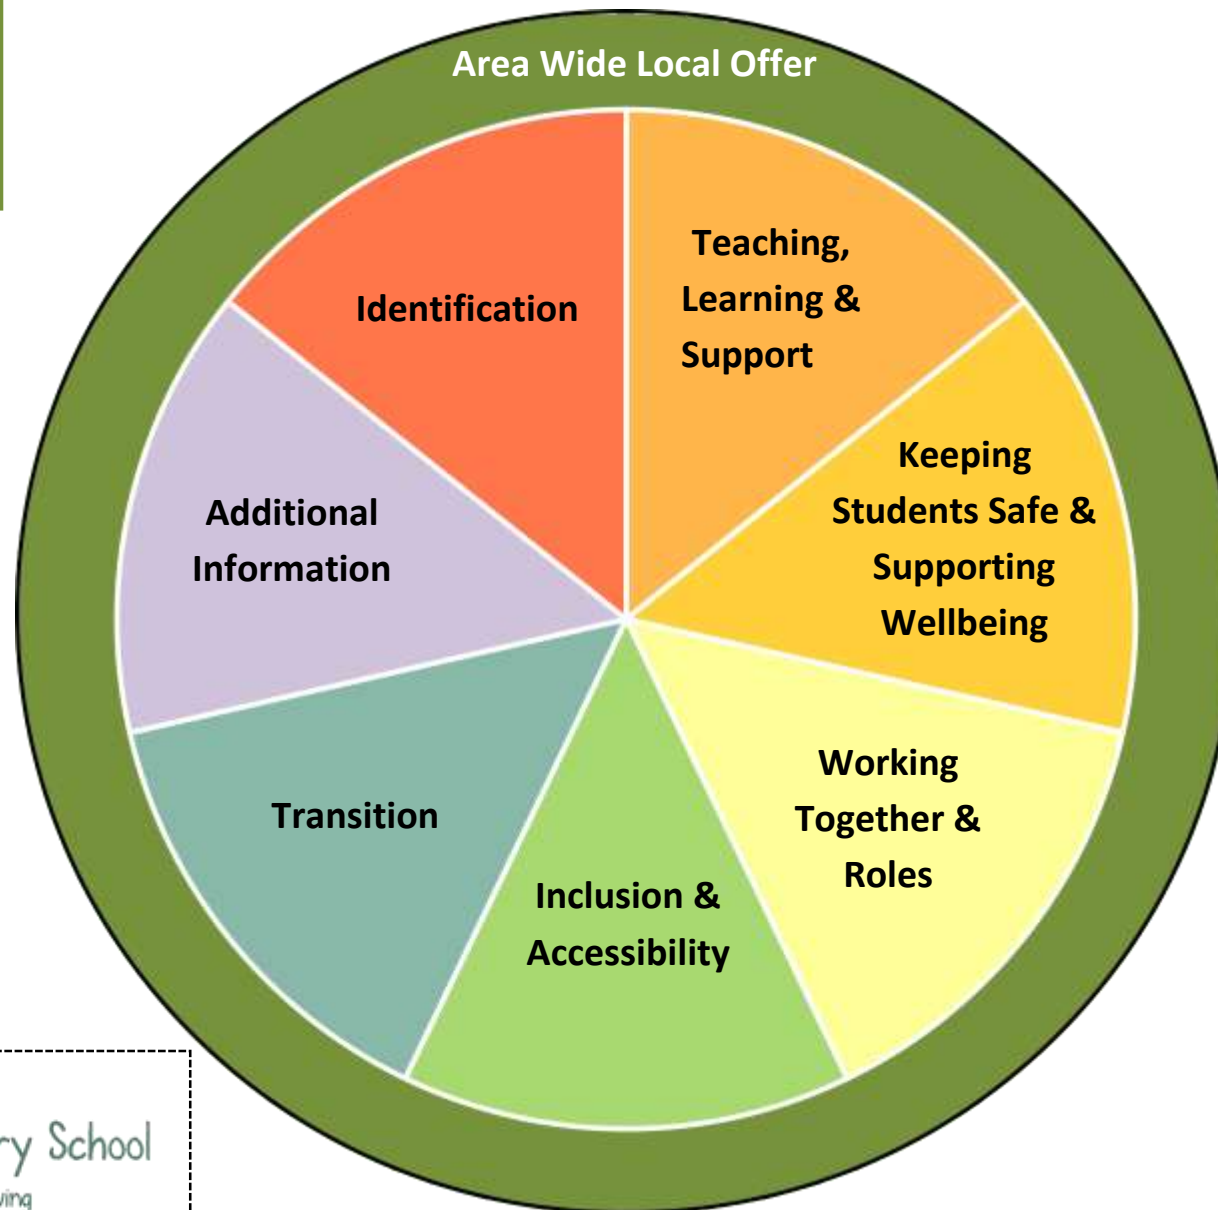 Area Wide Local Offer
Identification
Teaching,
Learning &
Support
Keeping
Students Safe &
Supporting
Wellbeing
Working
Together &
Roles
Inclusion &
Accessibility
Transition
Additional
Information
School